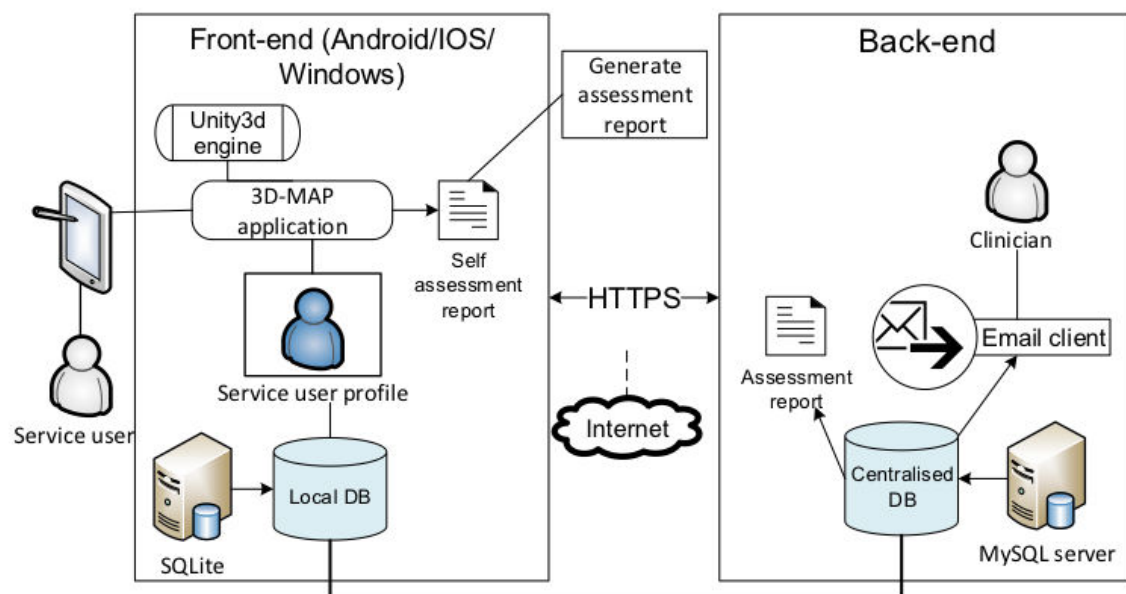 Front-end (Android/IOS/
Windows)
Unity3d
engine
3D-MAP
application
Self
assessment
report
Service user profile
Service user
Local DB
SQLite
Generate
assessment
report
HTTPS
Internet
Back-end
Clinician
Email client
Assessment
report
Centralised
DB
MySQL server